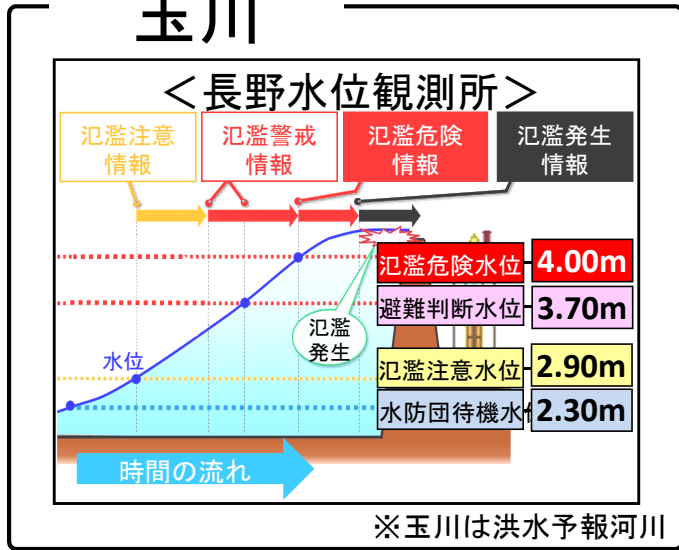 玉川
＜長野水位観測所＞
氾濫注意
情報
氾濫警戒
情報
氾濫危険
情報
氾濫発生
情報
氾濫危険水位
4.00m
避難判断水位
3.70m
氾濫
発生
水位
氾濫注意水位
2.90m
水防団待機水
2.30m
時間の流れ
※玉川は洪水予報河川